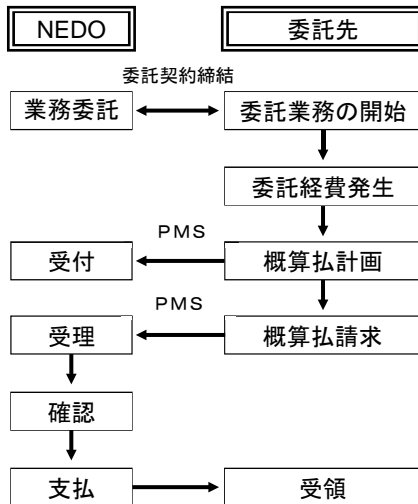 NEDO
委託先
委託契約締結
業務委託
委託業務の開始
委託経費発生
PMS
受付
概算払計画
PMS
受理
概算払請求
確認
支払
受領